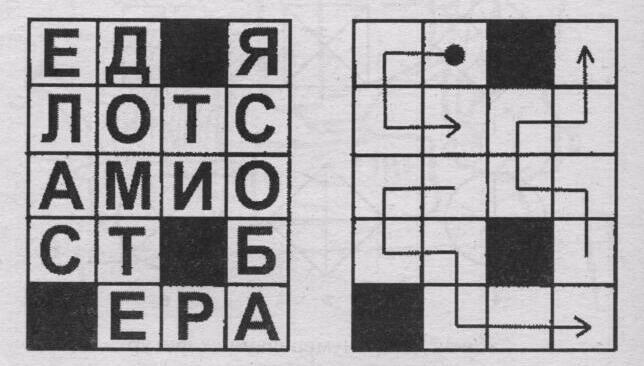 Е Д Я
Л О Т С
А М И О
С Т Б
Е Р А